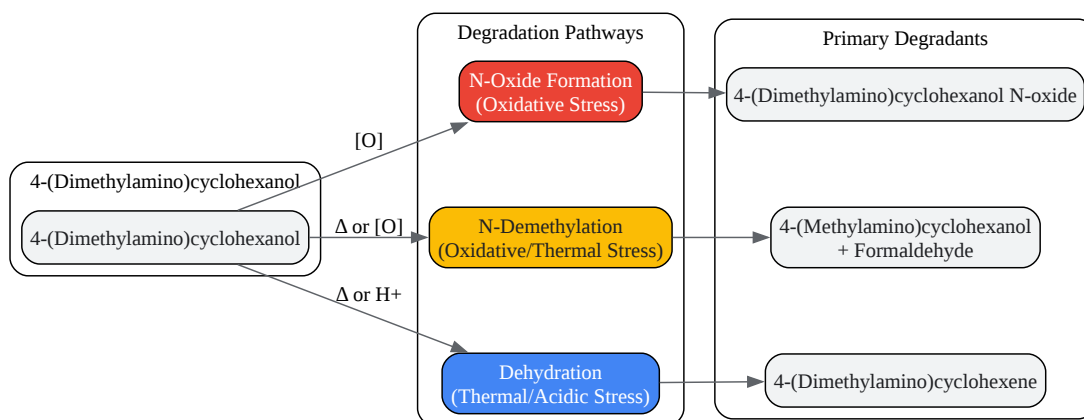 4-(Dimethylamino)cyclohexanol
4-(Dimethylamino)cyclohexanol
[O]
Δ or [O]
Δ or H+
Degradation Pathways
N-Oxide Formation
(Oxidative Stress)
N-Demethylation
(Oxidative/Thermal Stress)
Dehydration
(Thermal/Acidic Stress)
Primary Degradants
4-(Dimethylamino)cyclohexanol N-oxide
4-(Methylamino)cyclohexanol
+ Formaldehyde
4-(Dimethylamino)cyclohexene